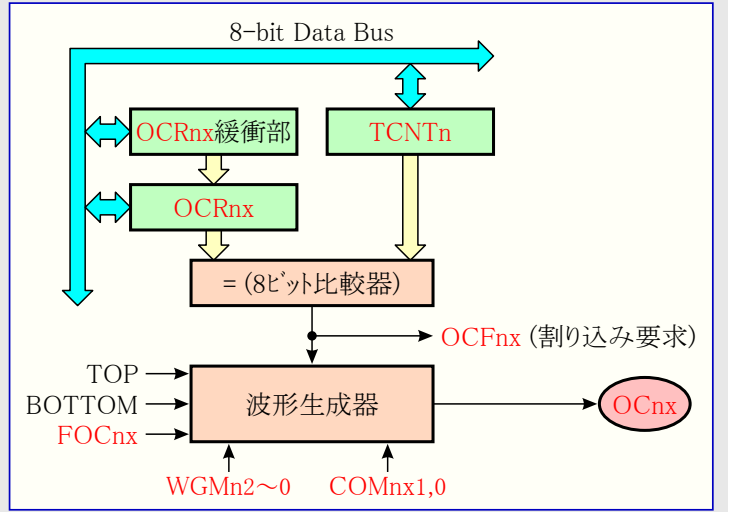 8-bit Data Bus
OCRnx緩衝部
TCNTn
OCRnx
= (8ビット比較器)
OCFnx (割り込み要求)
TOP
BOTTOM
FOCnx
波形生成器
OCnx
WGMn2～0
COMnx1,0